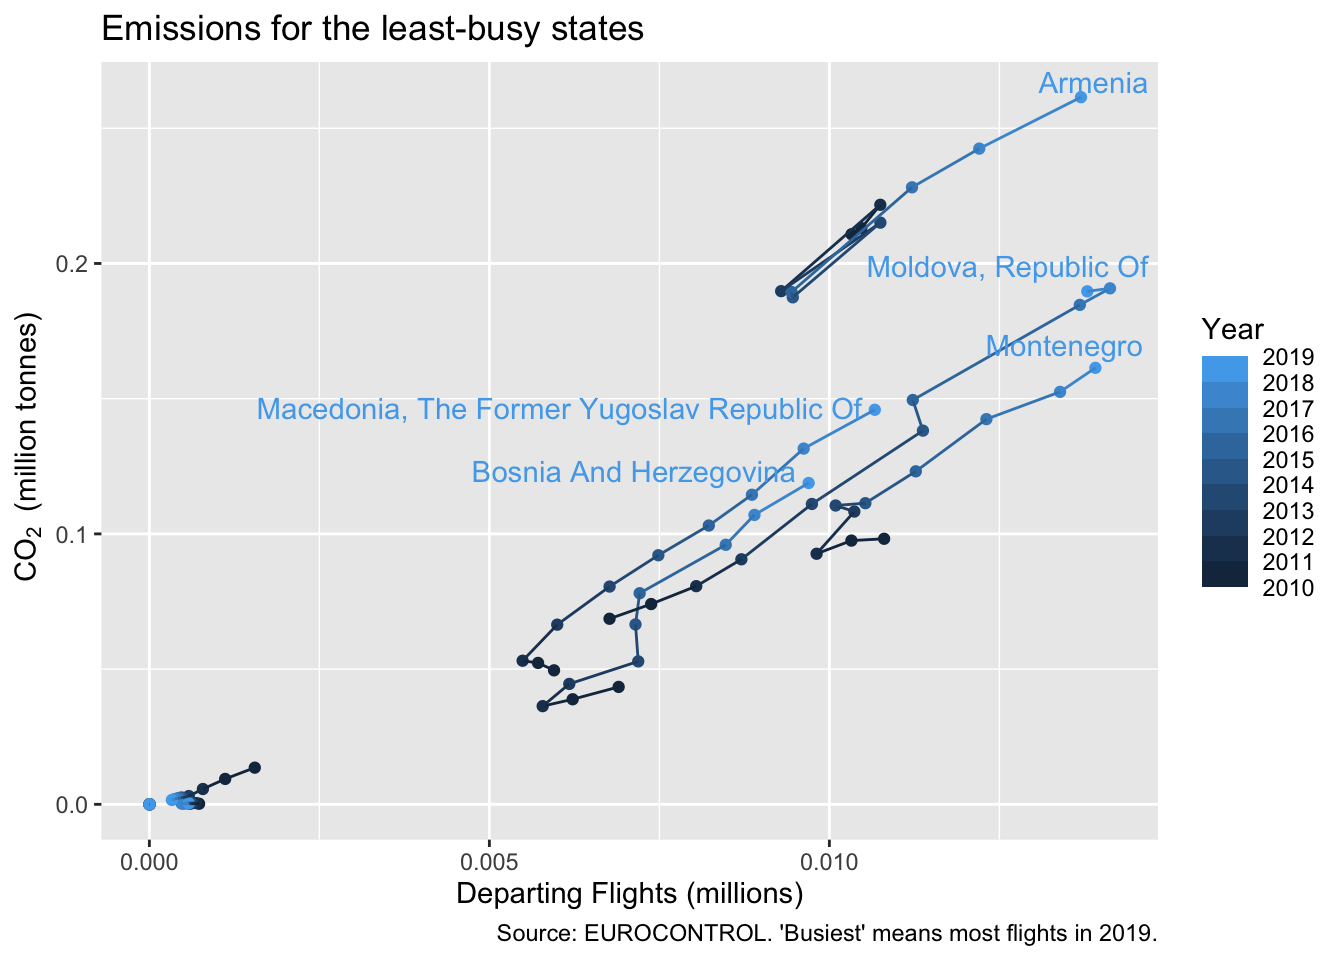 Emissions for the least-busy states
CO2 (million tonnes)
0.2
0.1
0.0
Armenia
Moldova, Republic Of
Montenegro
Macedonia, The Former Yugoslav Republic Of
Bosnia And Herzegovina
0.000
0.005
0.010
Departing Flights (millions)
Year
2019
2018
2017
2016
2015
2014
2013
2012
2011
2010
Source: EUROCONTROL. 'Busiest' means most flights in 2019.